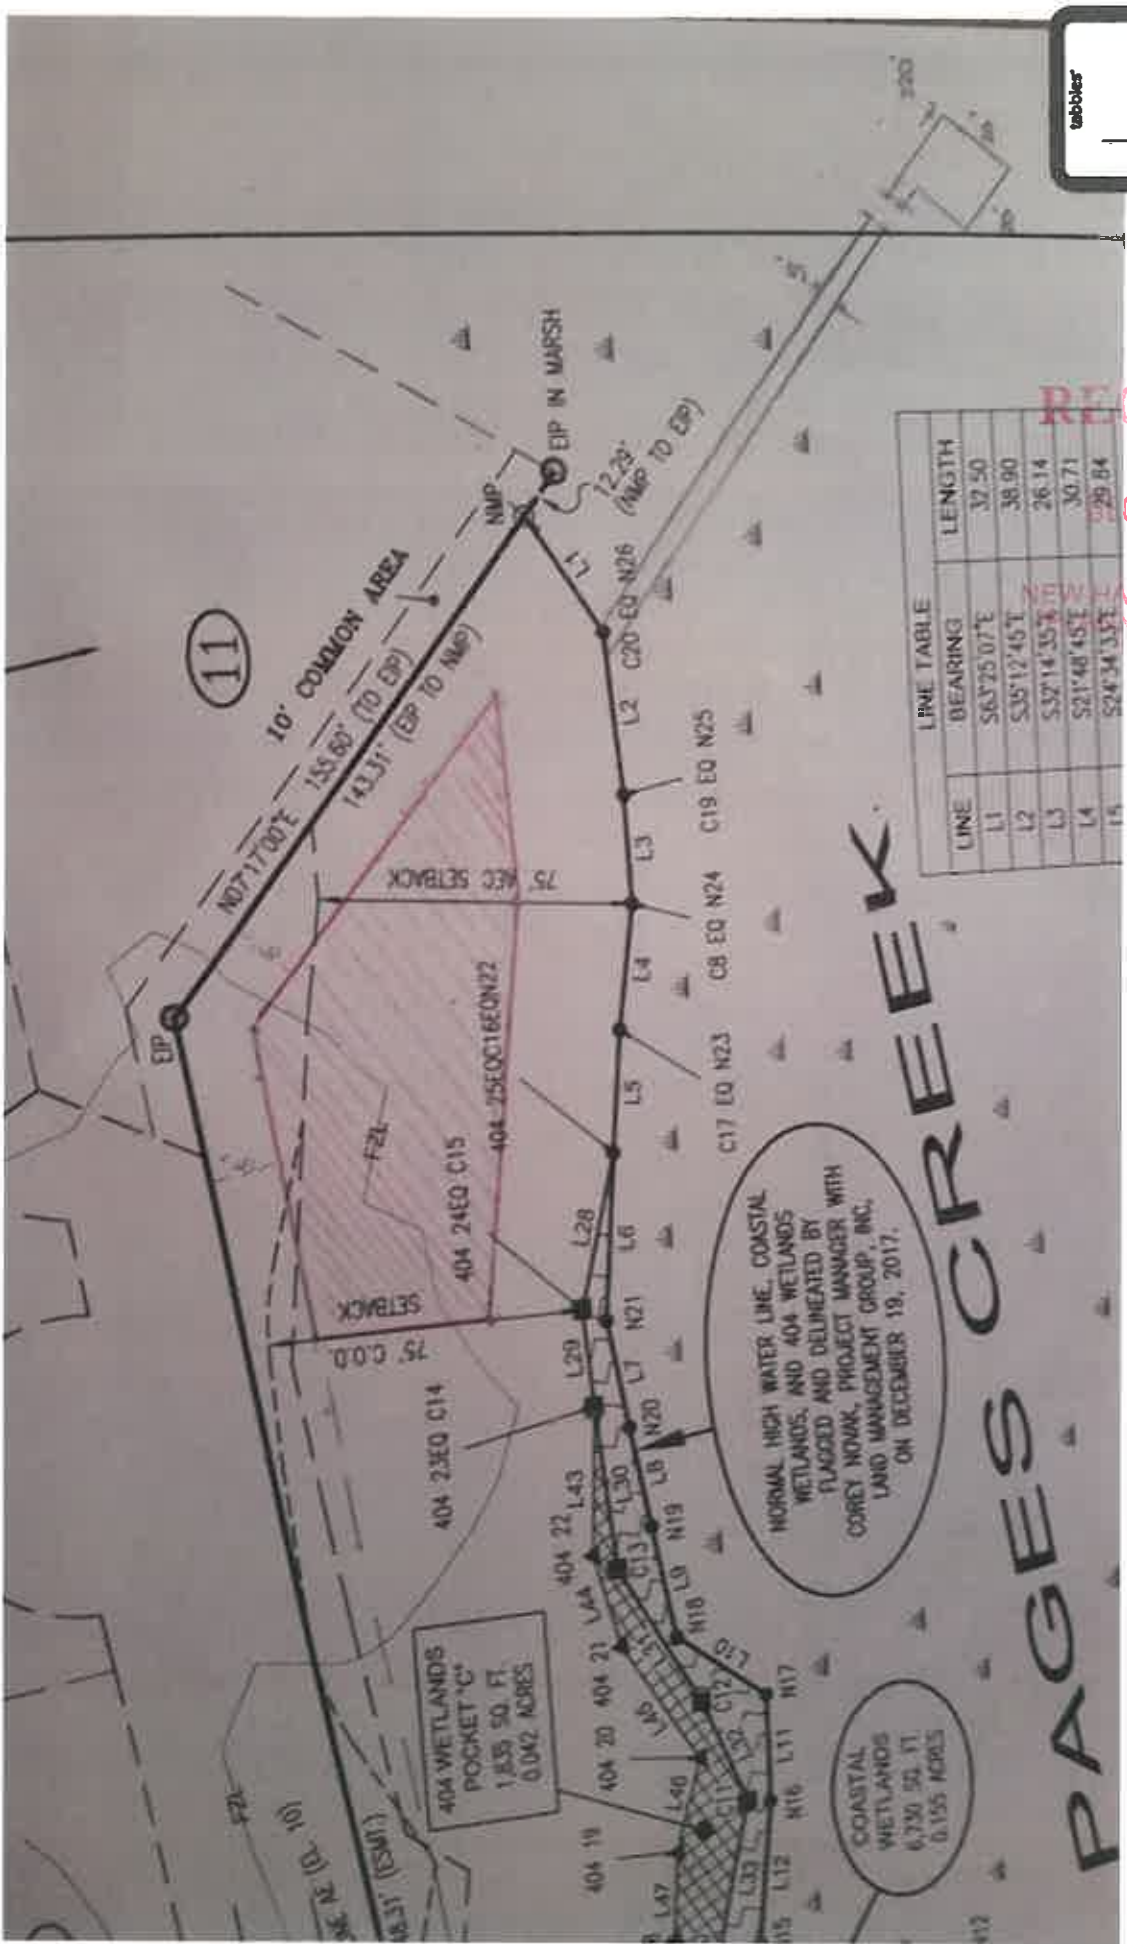 tabbies'
11
10' COMMON AREA
N07°17'00"E 155.60' (TO EIP)
143.31' (EIP TO NMP)
NMP
EIP IN MARSH
12.29'
(NMP TO EIP)
EIP
FZL
75' AEC SETBACK
75' C.O.D.
SETBACK
404 25EQC16EQN22
404 24EQ C15
404 23EQ C14
L1
C20 EQ N26
L2
C19 EQ N25
L3
C8 EQ N24
L4
C17 EQ N23
L5
L28
L6
N21
L29
L7
N20
L43
L30
L8
404 22
C13
N19
L44
L9
N18
404 21
L31
L10
C12
N17
404 20
L32
L11
L46
C11
N16
404 19
L47
L33
L12
404 WETLANDS
POCKET "C"
1,835 SQ. FT.
0.042 ACRES
FZL
NORMAL HIGH WATER LINE, COASTAL
WETLANDS, AND 404 WETLANDS
FLAGGED AND DELINEATED BY
COREY NOVAK, PROJECT MANAGER WITH
LAND MANAGEMENT GROUP, INC,
ON DECEMBER 19, 2017.
COASTAL
WETLANDS
6,730 SQ. FT
0.155 ACRES
PAGES CREEK
LINE TABLE
LINE BEARING LENGTH
L1 S63°25'07"E 32.50
L2 S35°12'45"E 38.90
L3 S32°14'35"E 26.14
L4 S21°48'45"E 30.71
L5 S24°34'33"E 29.84